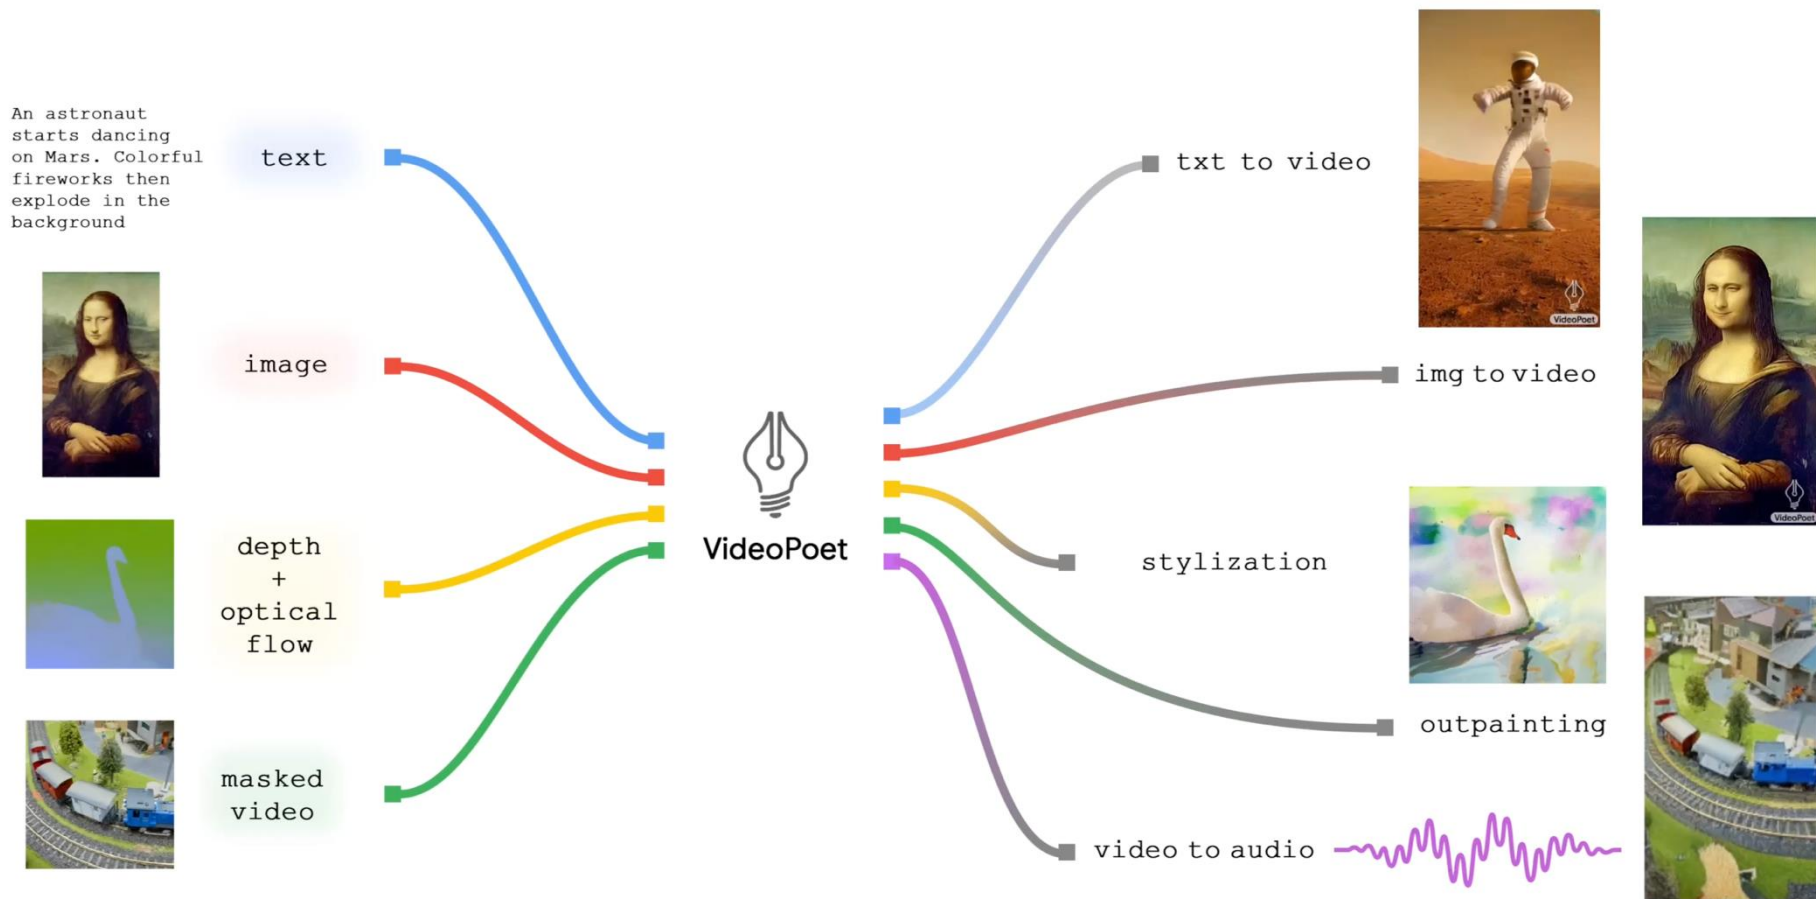 An astronaut
starts dancing
on Mars. Colorful
fireworks then
explode in the
background
text
image
depth
+
optical
flow
masked
video
VideoPoet
txt to video
VideoPoet
img to video
VideoPoet
stylization
outpainting
video to audio